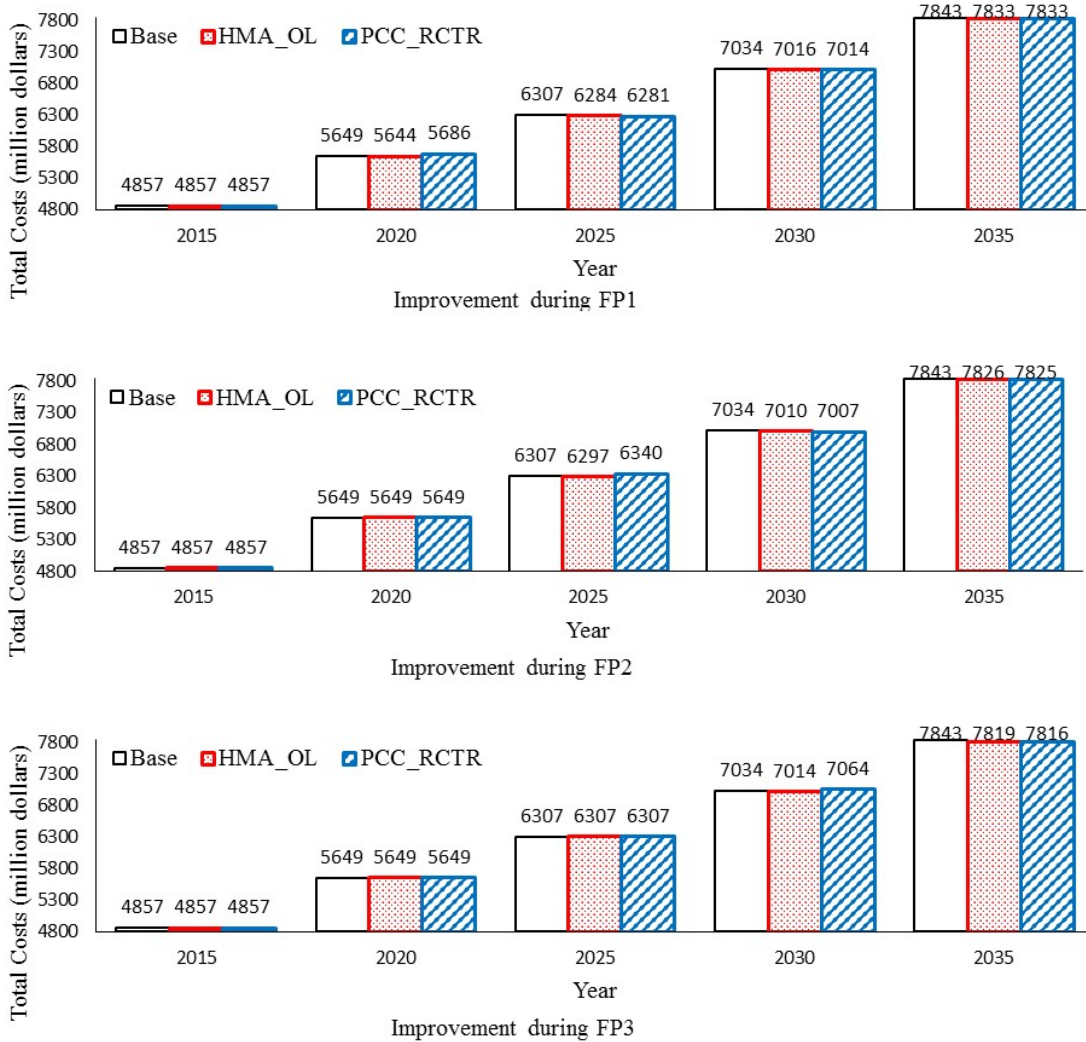 7843 7833 7833
7800
Base HMA_OL PCC_RCTR
7034 7016 7014
7300
6307 6284 6281
6800
5649 5644 5686
6300
5800
4857 4857 4857
5300
4800
2015 2020 2025 2030 2035
Total Costs (million dollars)
Year
Improvement during FP1
7800
7843 7826 7825
Base HMA_OL PCC_RCTR
7034 7010 7007
7300
6307 6297 6340
6800
5649 5649 5649
6300
5800
4857 4857 4857
5300
4800
2015 2020 2025 2030 2035
Total Costs (million dollars)
Year
Improvement during FP2
7800
7843 7819 7816
Base HMA_OL PCC_RCTR
7034 7014 7064
7300
6307 6307 6307
6800
5649 5649 5649
6300
5800
4857 4857 4857
5300
4800
2015 2020 2025 2030 2035
Total Costs (million dollars)
Year
Improvement during FP3